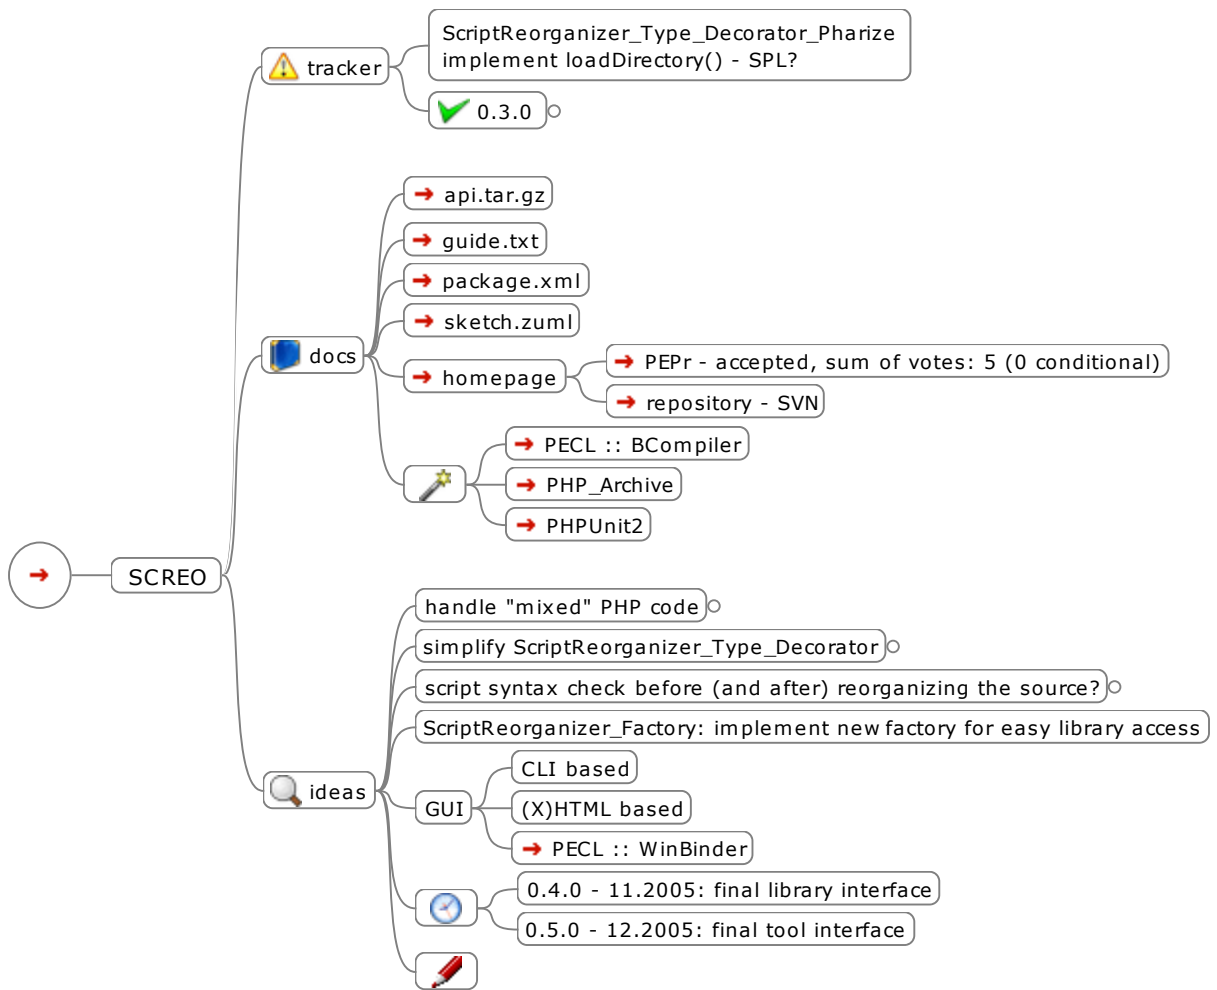 ScriptReorganizer_Type_Decorator_Pharize
implement loadDirectory() - SPL?
tracker
0.3.0
api.tar.gz
guide.txt
package.xml
sketch.zuml
docs
homepage
PEPr - accepted, sum of votes: 5 (0 conditional)
repository - SVN
PECL :: BCompiler
PHP_Archive
PHPUnit2
SCREO
handle "mixed" PHP code
simplify ScriptReorganizer_Type_Decorator
script syntax check before (and after) reorganizing the source?
ScriptReorganizer_Factory: implement new factory for easy library access
ideas
GUI
CLI based
(X)HTML based
PECL :: WinBinder
0.4.0 - 11.2005: final library interface
0.5.0 - 12.2005: final tool interface